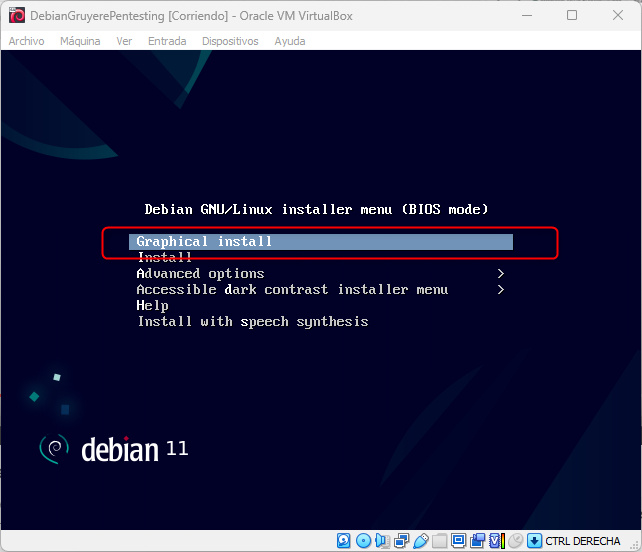 DebianGruyerePentesting [Corriendo] - Oracle VM VirtualBox
Archivo Máquina Ver Entrada Dispositivos Ayuda
Debian GNU/Linux installer menu (BIOS mode)
Graphical install
Install
Advanced options >
Accessible dark contrast installer menu >
Help
Install with speech synthesis
debian 11
CTRL DERECHA